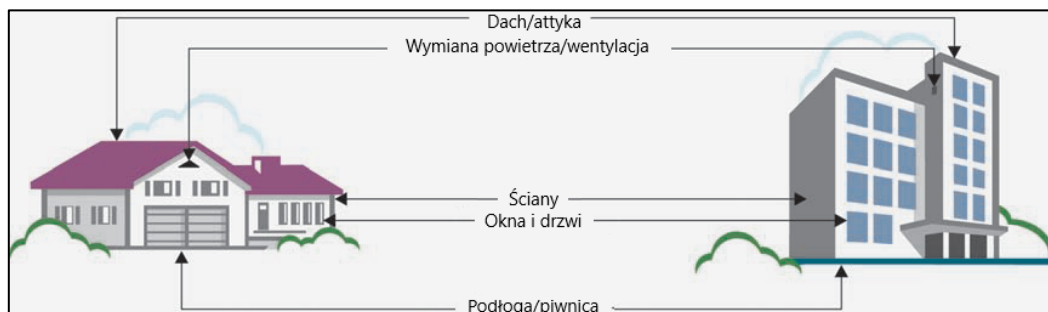 Dach/attyka
Wymiana powietrza/wentylacja
Ściany
Okna i drzwi
Podłoga/piwnica